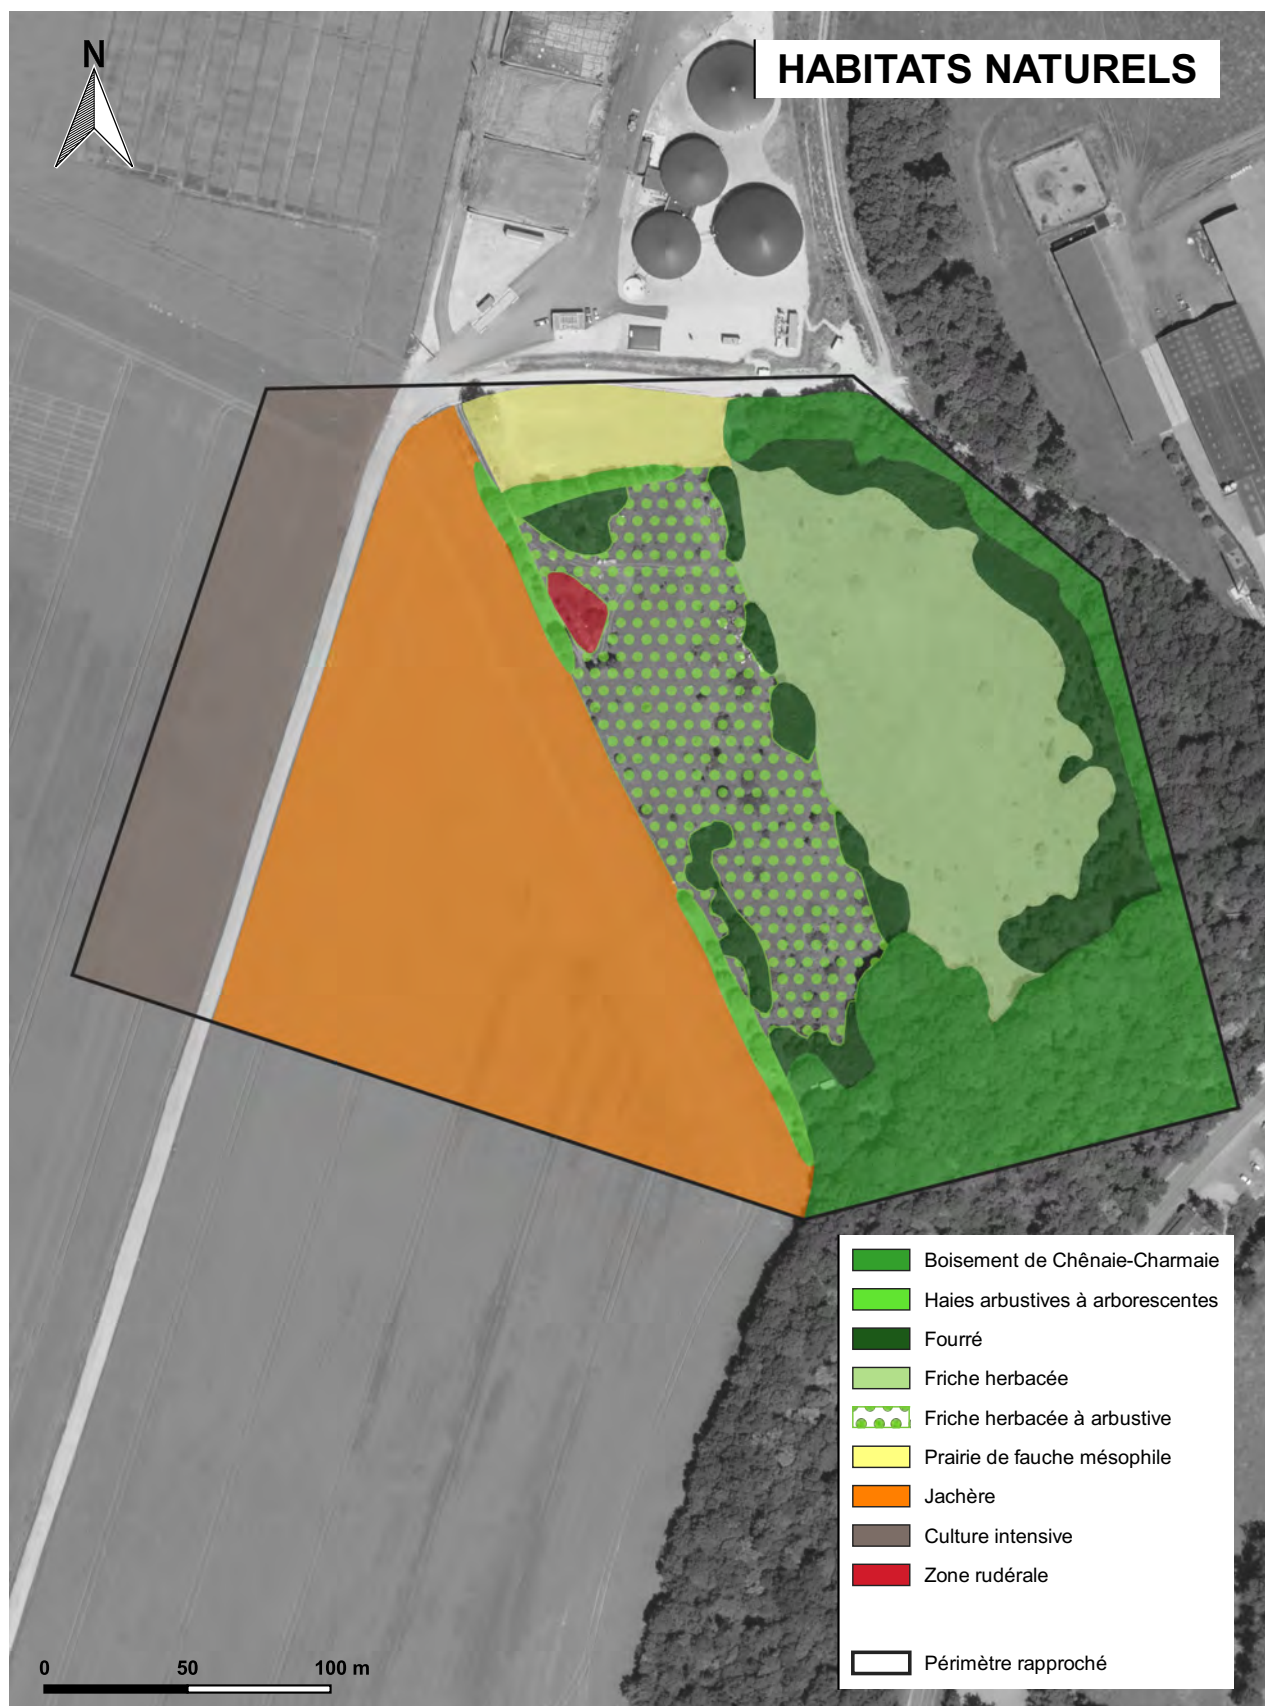 HABITATS NATURELS
N
Boisement de Chênaie-Charmaie
Haies arbustives à arborescentes
Fourré
Friche herbacée
Friche herbacée à arbustive
Prairie de fauche mésophile
Jachère
Culture intensive
Zone rudérale
Périmètre rapproché
0 50 100 m